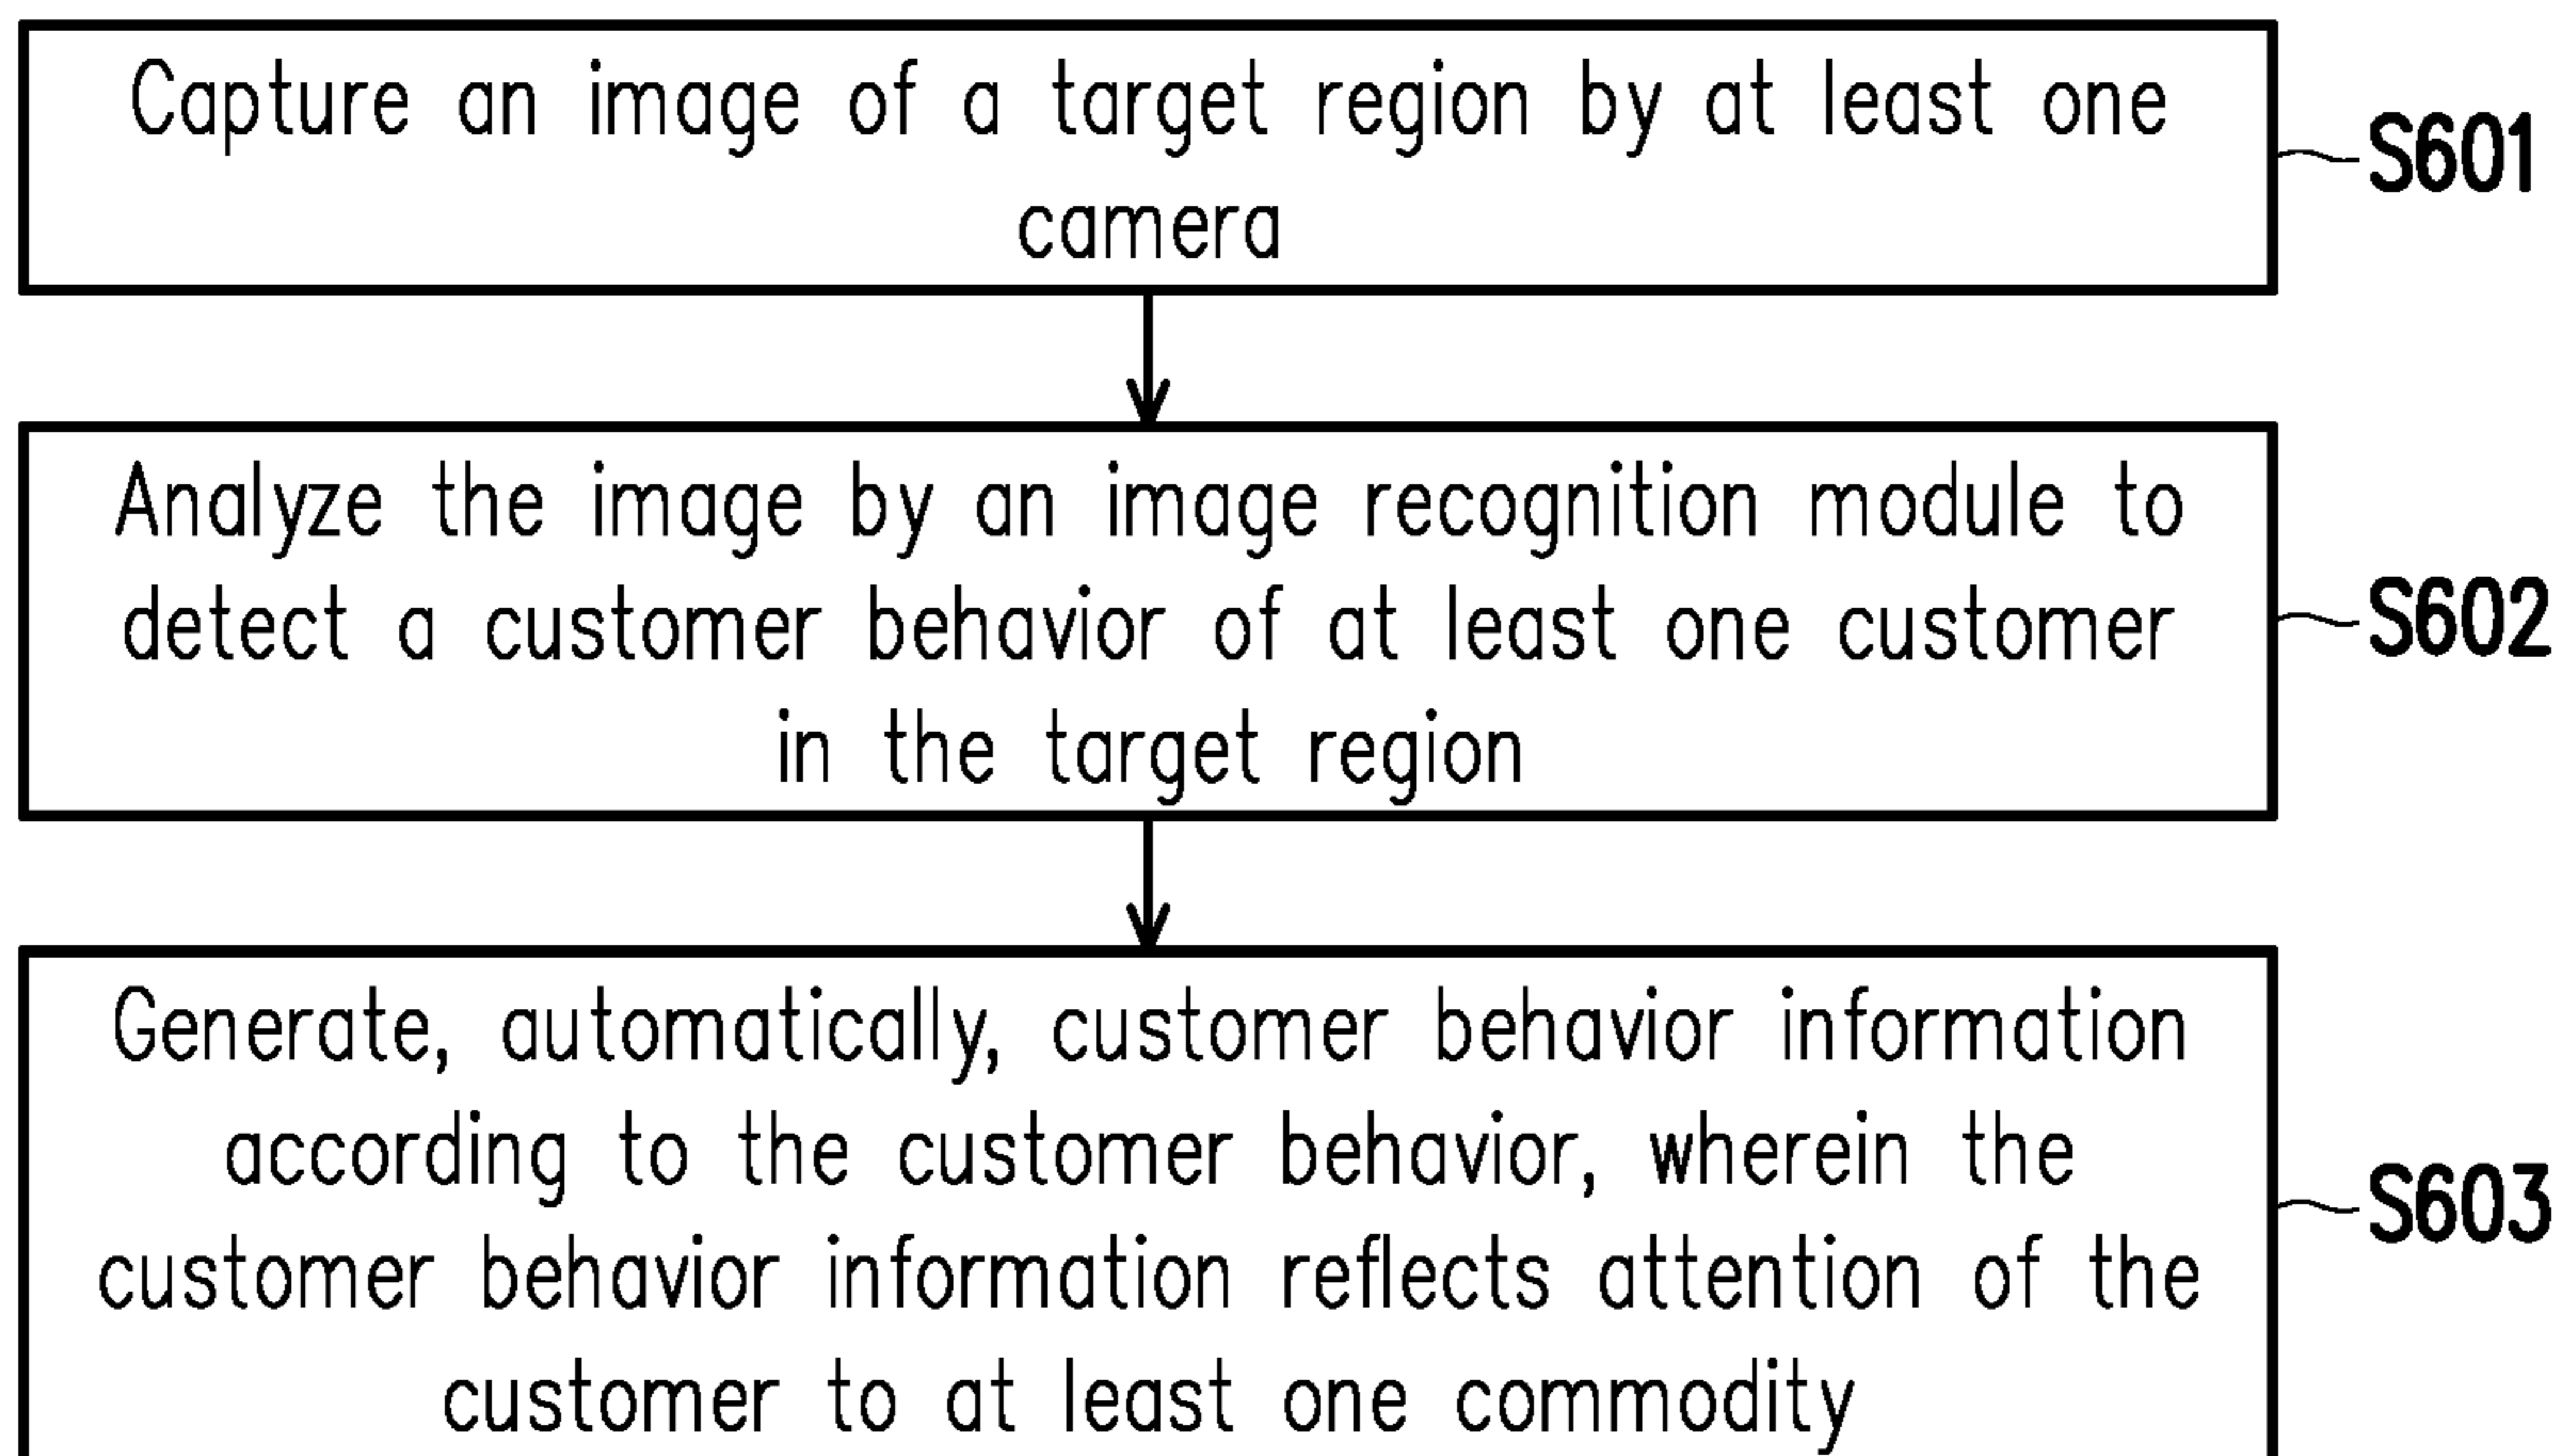 Capture an image of a target region by at least one
camera
S601
Analyze the image by an image recognition module to
detect a customer behavior of at least one customer
in the target region
S602
Generate, automatically, customer behavior information
according to the customer behavior, wherein the
customer behavior information reflects attention of the
customer to at least one commodity
S603